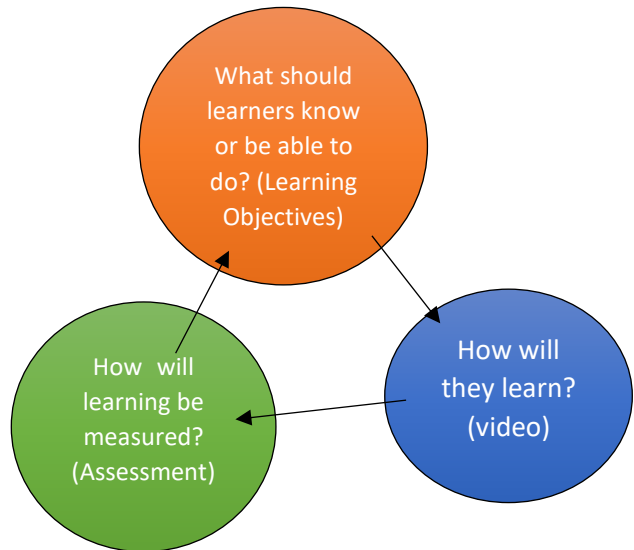 What should
learners know
or be able to
do? (Learning
Objectives)
How will
they learn?
(video)
How will
learning be
measured?
(Assessment)